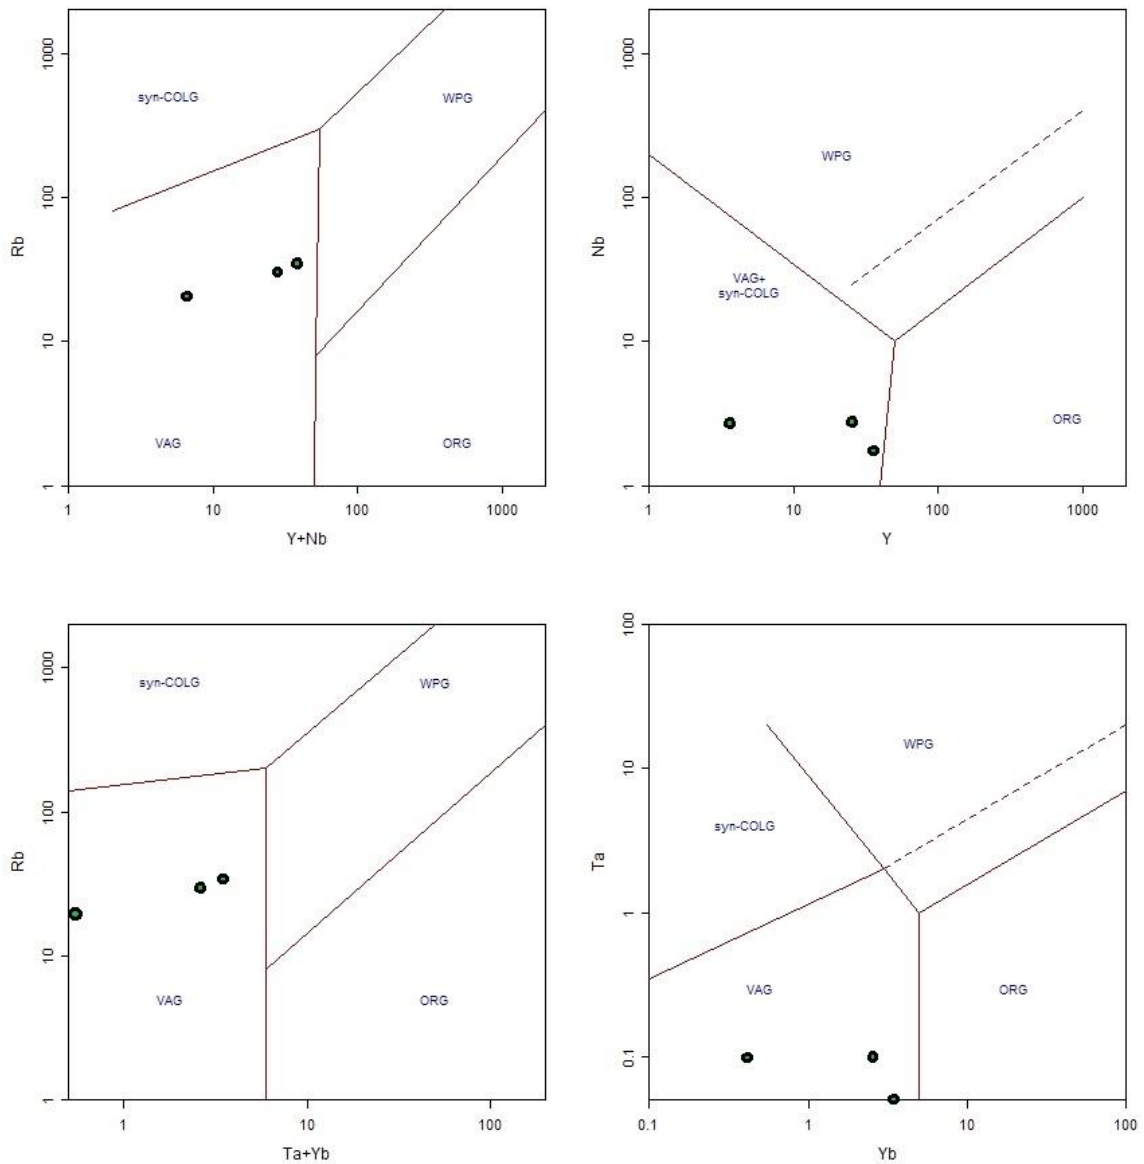 1000
100
10
1
Rb
syn-COLG
WPG
VAG
ORG
1 10 100 1000
Y+Nb
1000
100
10
1
Nb
WPG
VAG+
syn-COLG
ORG
1 10 100 1000
Y
1000
100
10
1
Rb
syn-COLG
WPG
VAG
ORG
1 10 100
Ta+Yb
100
10
1
0.1
Ta
WPG
syn-COLG
VAG
ORG
0.1 1 10 100
Yb